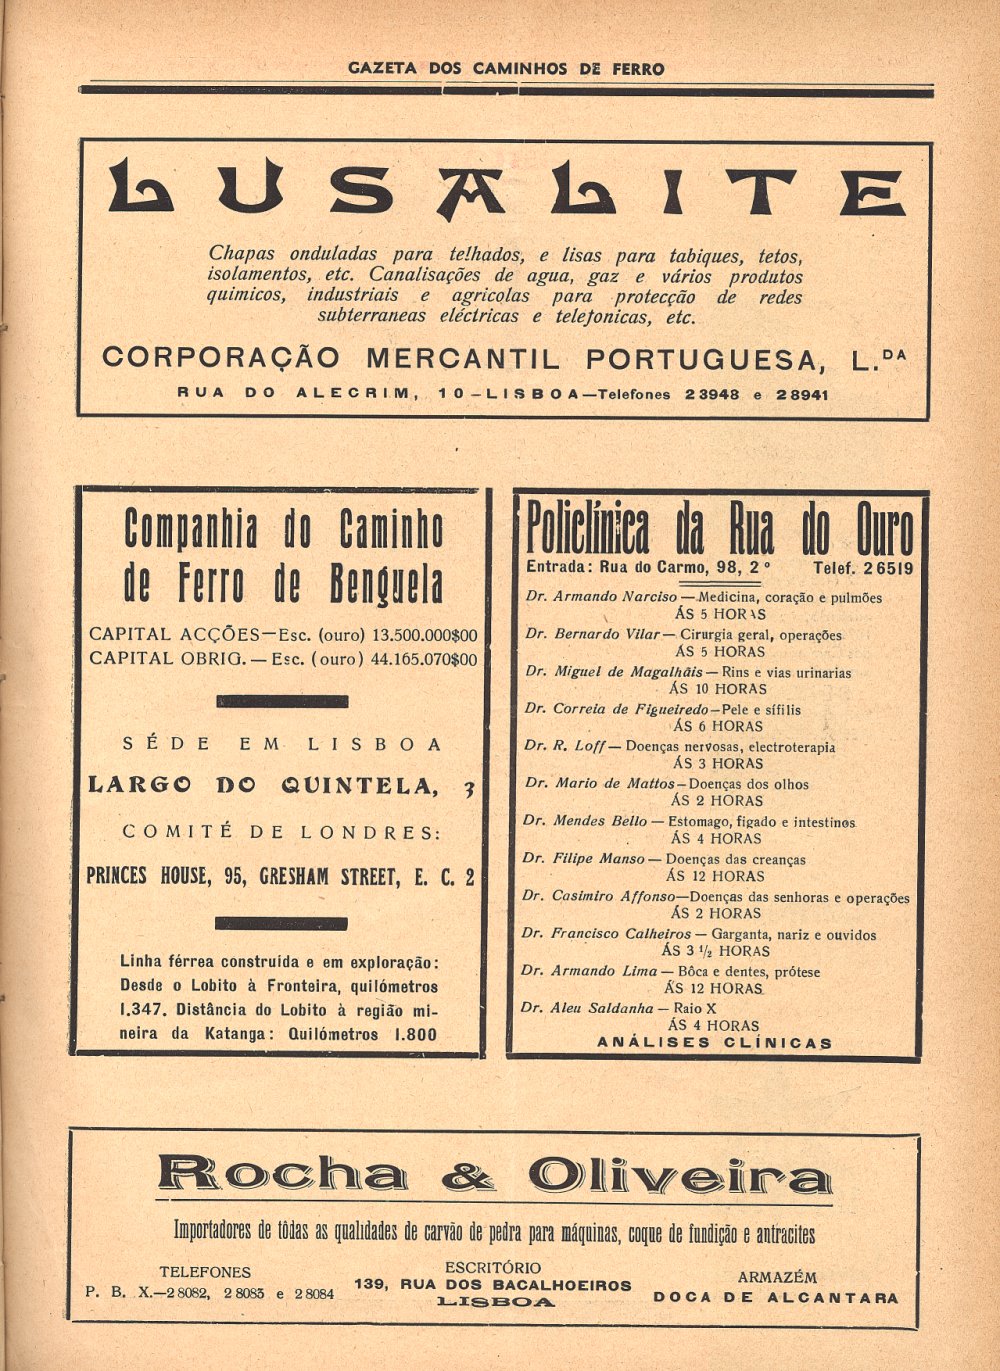 GAZETA DOS CAMINHOS DE FERRO
LUSALITE
Chapas onduladas para telhados, e lisas para tabiques, tetos,
isolamentos, etc. Canalisações de agua, gaz e vários produtos
quimicos, industriais e agricolas para protecção de redes
subterraneas eléctricas e telefonicas, etc.
CORPORAÇÃO MERCANTIL PORTUGUESA, L.DA
RUA DO ALECRIM, 10–LISBOA—Telefones 23948 e 28941
Companhia do Caminho
de Ferro de Benguela
CAPITAL ACÇÕES—Esc. (ouro) 13.500.000$00
CAPITAL OBRIG. — Esc. (ouro) 44.165.070$00
SÉDE EM LISBOA
LARGO DO QUINTELA, 3
COMITÉ DE LONDRES:
PRINCES HOUSE, 95, GRESHAM STREET, E. C. 2
Linha férrea construida e em exploração:
Desde o Lobito à Fronteira, quilómetros
1.347. Distância do Lobito à região mi-
neira da Katanga: Quilómetros 1.800
Policlínica da Rua do Ouro
Entrada: Rua do Carmo, 98, 2º Telef. 26519
Dr. Armando Narciso — Medicina, coração e pulmões
ÁS 5 HORAS
Dr. Bernardo Vilar — Cirurgia geral, operações
ÁS 5 HORAS
Dr. Miguel de Magalhãis — Rins e vias urinarias
ÁS 10 HORAS
Dr. Correia de Figueiredo — Pele e sífilis
ÁS 6 HORAS
Dr. R. Loff — Doenças nervosas, electroterapia
ÁS 3 HORAS
Dr. Mario de Mattos — Doenças dos olhos
ÁS 2 HORAS
Dr. Mendes Bello — Estomago, figado e intestinos
ÁS 4 HORAS
Dr. Filipe Manso — Doenças das creanças
ÁS 12 HORAS
Dr. Casimiro Affonso — Doenças das senhoras e operações
ÁS 2 HORAS
Dr. Francisco Calheiros — Garganta, nariz e ouvidos
ÁS 3 1/2 HORAS
Dr. Armando Lima — Bôca e dentes, prótese
ÁS 12 HORAS
Dr. Aleu Saldanha — Raio X
ÁS 4 HORAS
ANÁLISES CLÍNICAS
Rocha & Oliveira
Importadores de tôdas as qualidades de carvão de pedra para máquinas, coque de fundição e antracites
TELEFONES
P. B. X.—28082, 28083 e 28084
ESCRITÓRIO
139, RUA DOS BACALHOEIROS
LISBOA
ARMAZÉM
DOCA DE ALCANTARA